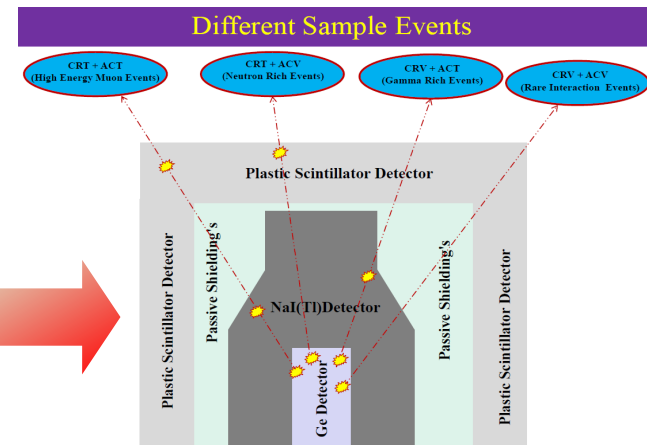 Different Sample Events
CRT + ACT
(High Energy Muon Events)
CRT + ACV
(Neutron Rich Events)
CRV + ACT
(Gamma Rich Events)
CRV + ACV
(Rare Interaction Events)
Plastic Scintillator Detector
Plastic Scintillator Detector
Passive Shielding's
NaI(Tl)Detector
Ge Detector
Passive Shielding's
Plastic Scintillator Detector